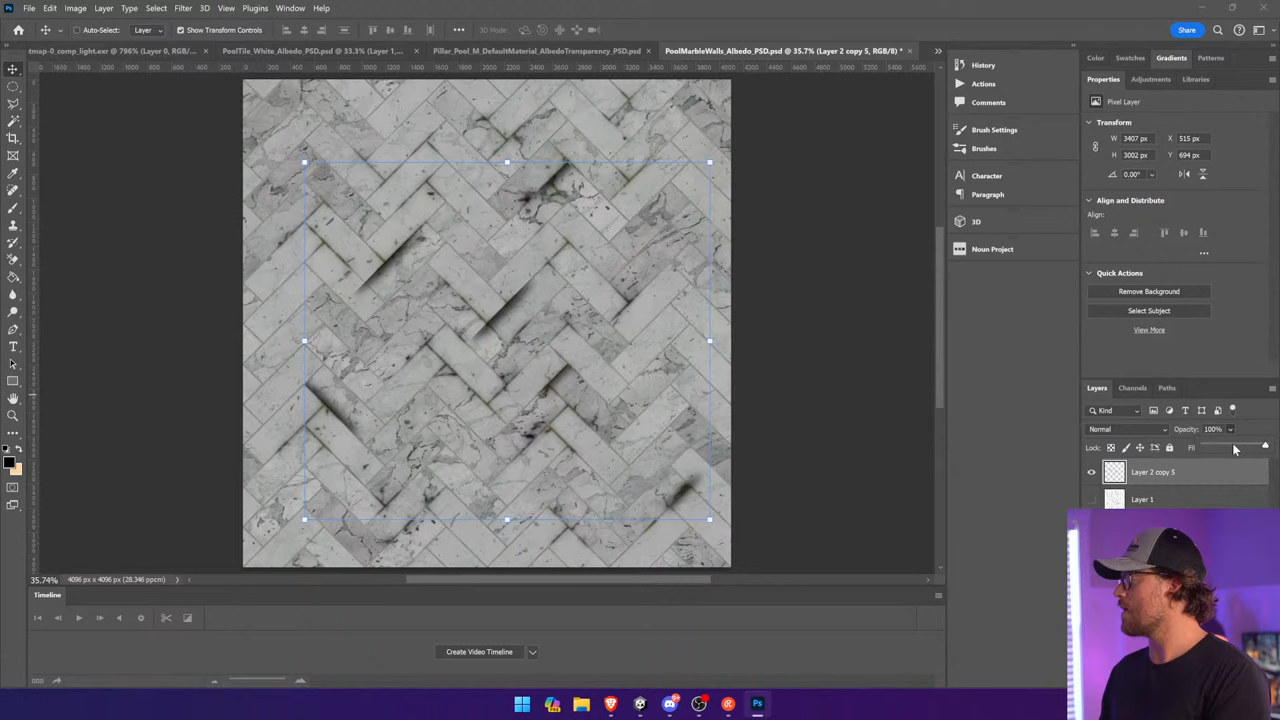 File Edit Image Layer Type Select Filter 3D View Plugins Window Help
Auto-Select: Layer Show Transform Controls 3D Mode: Share
tmap-0_comp_light.exr @ 796% (Layer 0, RGB/ PoolTile_White_Albedo_PSD.psd @ 33.3% (Layer 1, Pillar_Pool_M_DefaultMaterial_AlbedoTransparency_PSD.psd PoolMarbleWalls_Albedo_PSD.psd @ 35.7% (Layer 2 copy 5, RGB/8) *
History
Actions
Comments
Brush Settings
Brushes
Character
Paragraph
3D
Noun Project
Color Swatches Gradients Patterns
Properties Adjustments Libraries
Pixel Layer
Transform
W 3407 px X 515 px
H 3002 px Y 694 px
0.00°
Align and Distribute
Align:
Quick Actions
Remove Background
Select Subject
View More
Layers Channels Paths
Kind
Normal Opacity: 100%
Lock: Fil
Layer 2 copy 5
Layer 1
35.74% 4096 px x 4096 px (28.346 ppcm)
Timeline
Create Video Timeline
Ps